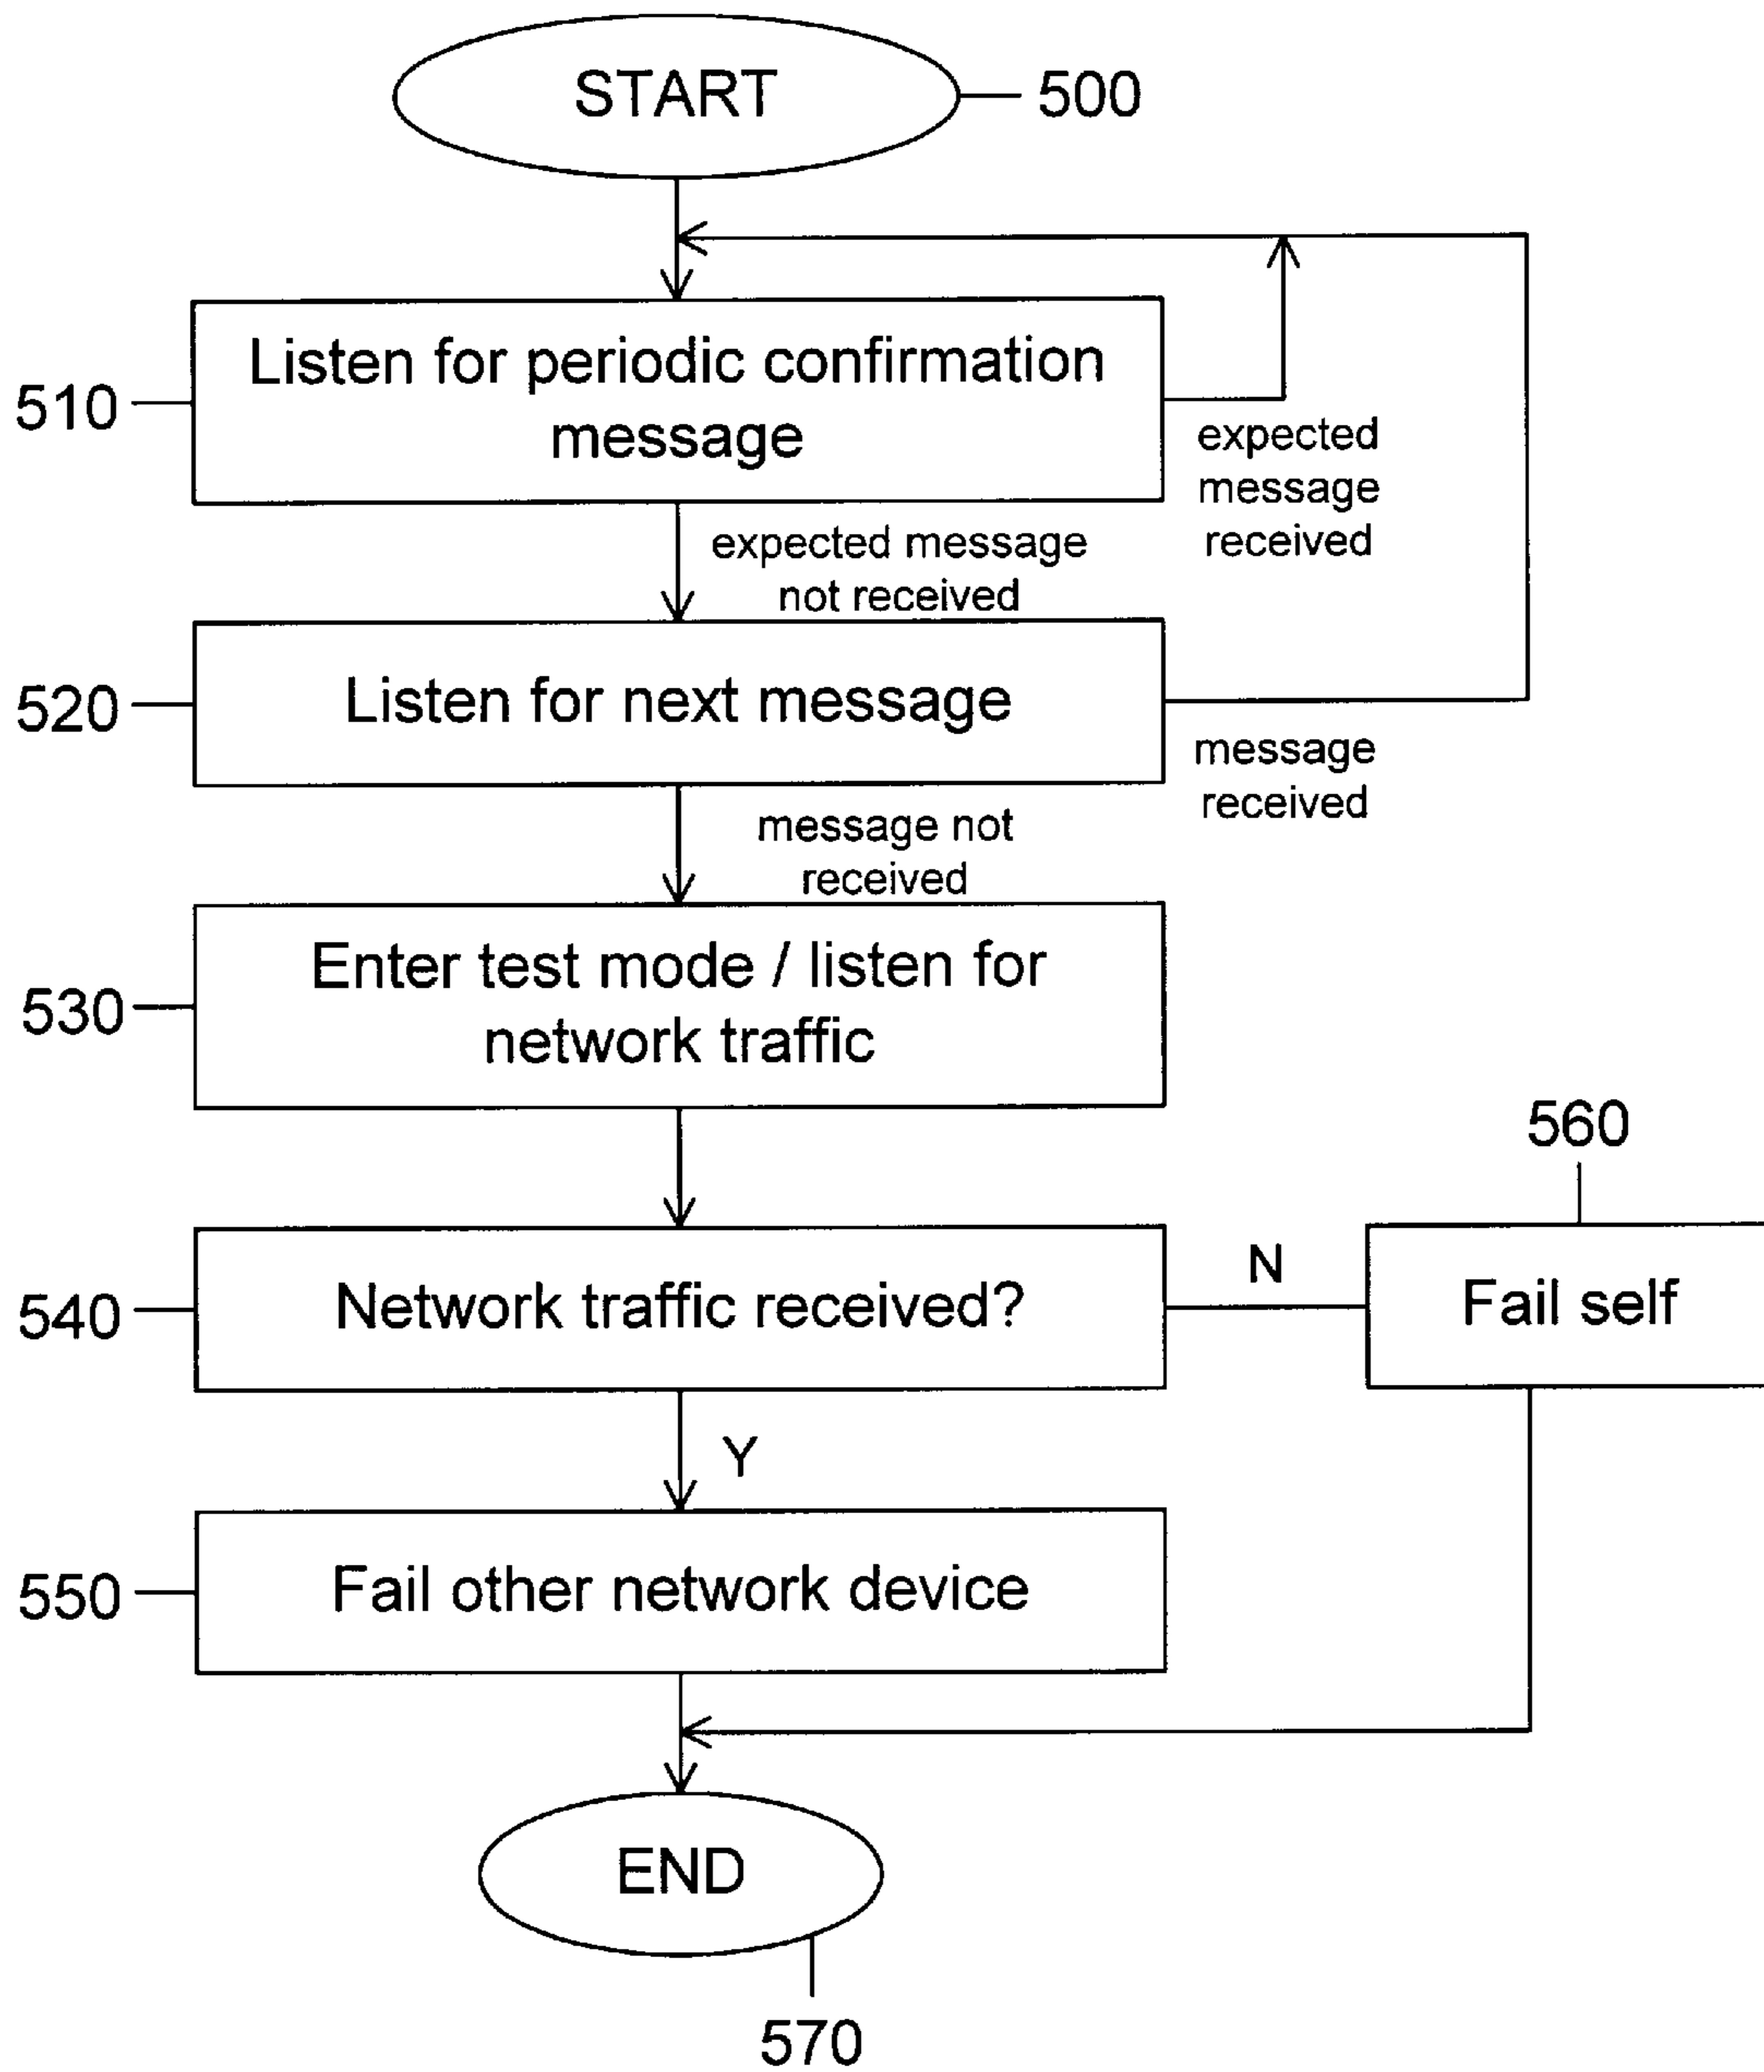 START
500
510
Listen for periodic confirmation
message
expected
message
received
expected message
not received
520
Listen for next message
message
received
message not
received
530
Enter test mode / listen for
network traffic
540
Network traffic received?
N
560
Fail self
Y
550
Fail other network device
END
570